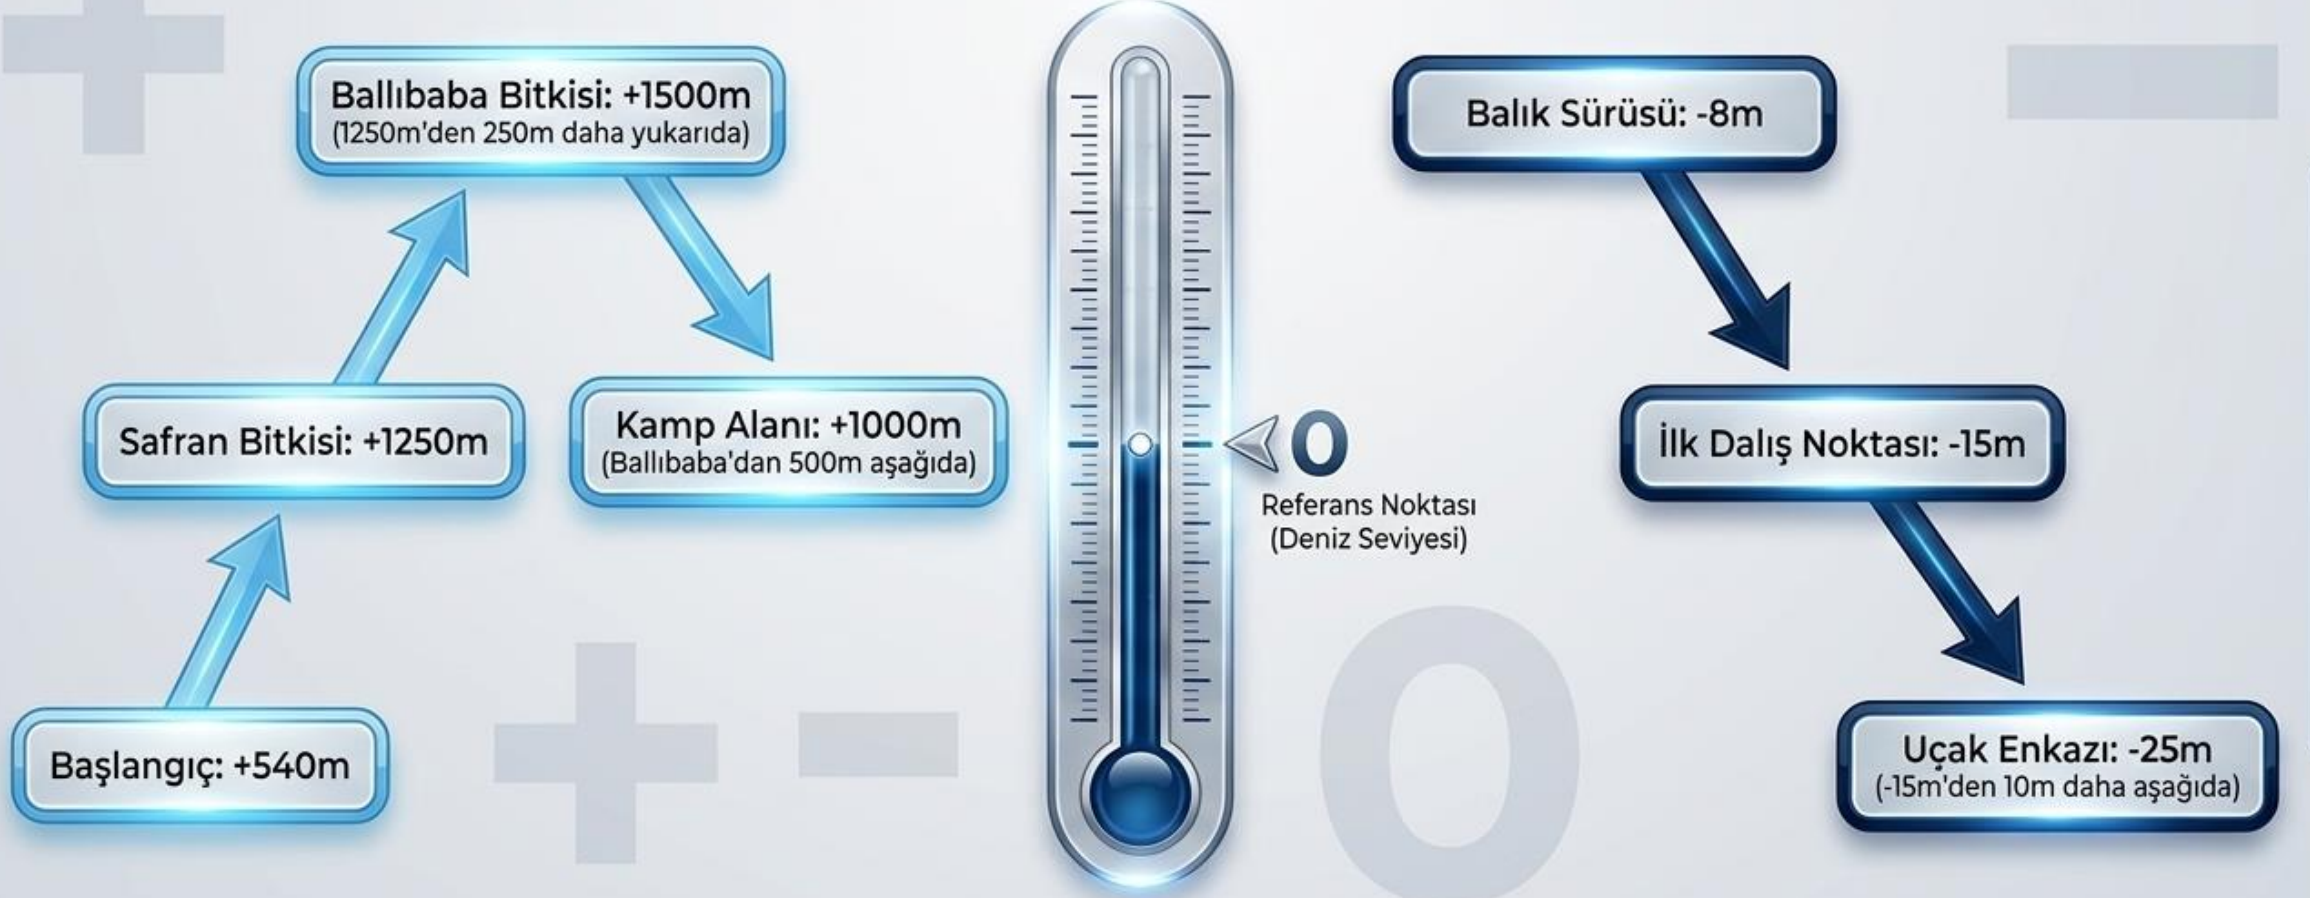 Ballıbaba Bitkisi: +1500m
(1250m'den 250m daha yukarıda)
Safran Bitkisi: +1250m
Kamp Alanı: +1000m
(Ballıbaba'dan 500m aşağıda)
Başlangıç: +540m
0
Referans Noktası
(Deniz Seviyesi)
Balık Sürüsü: -8m
İlk Dalış Noktası: -15m
Uçak Enkazı: -25m
(-15m'den 10m daha aşağıda)
+
−
+
−
0